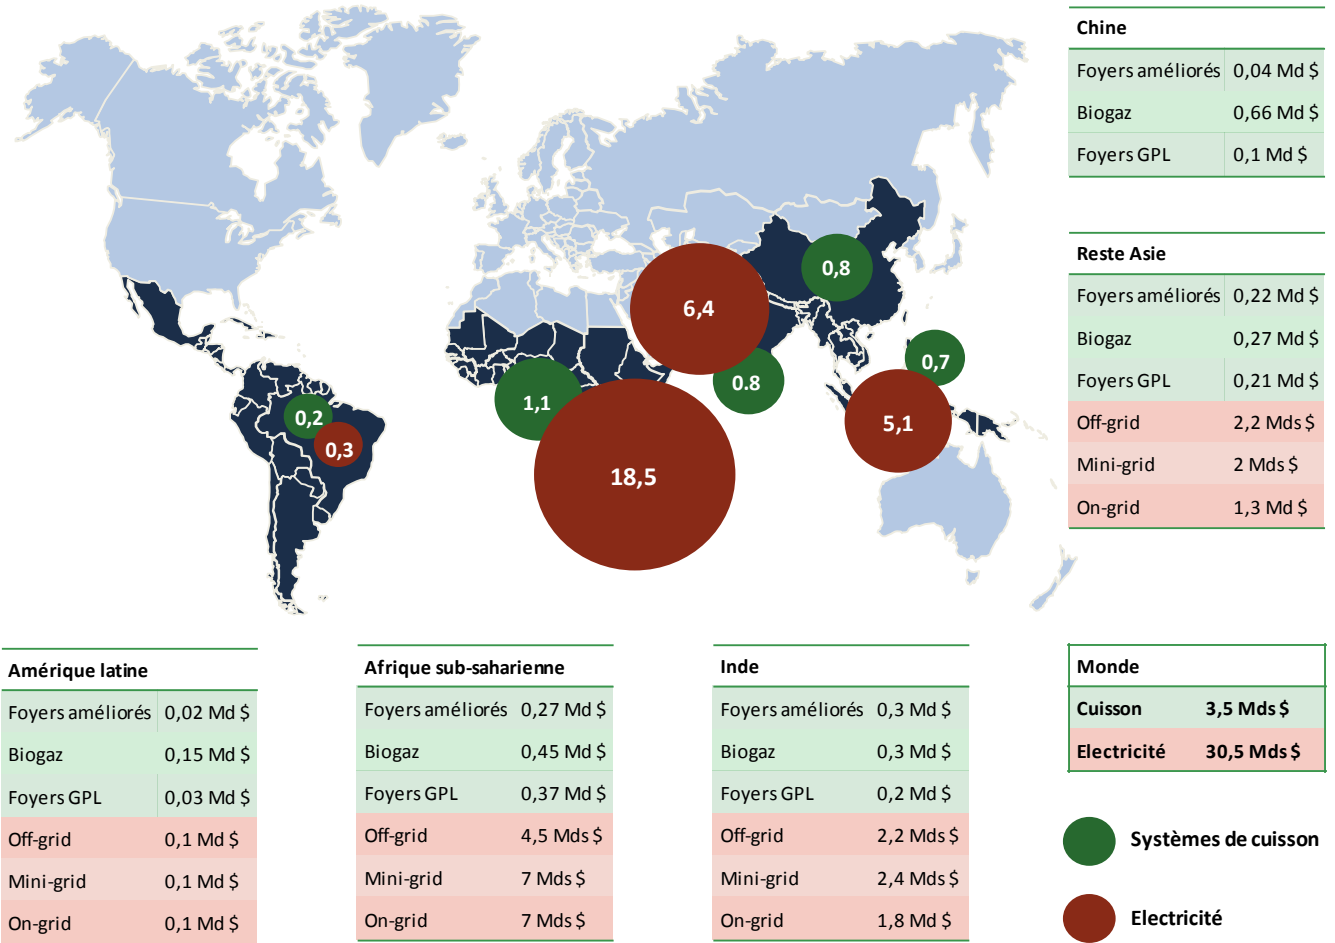 Chine
Foyers améliorés 0,04 Md $
Biogaz 0,66 Md $
Foyers GPL 0,1 Md $
Reste Asie
Foyers améliorés 0,22 Md $
Biogaz 0,27 Md $
Foyers GPL 0,21 Md $
Off-grid 2,2 Mds $
Mini-grid 2 Mds $
On-grid 1,3 Md $
0,8
6,4
0,7
0.8
1,1
0,2
5,1
0,3
18,5
Amérique latine
Foyers améliorés 0,02 Md $
Biogaz 0,15 Md $
Foyers GPL 0,03 Md $
Off-grid 0,1 Md $
Mini-grid 0,1 Md $
On-grid 0,1 Md $
Afrique sub-saharienne
Foyers améliorés 0,27 Md $
Biogaz 0,45 Md $
Foyers GPL 0,37 Md $
Off-grid 4,5 Mds $
Mini-grid 7 Mds $
On-grid 7 Mds $
Inde
Foyers améliorés 0,3 Md $
Biogaz 0,3 Md $
Foyers GPL 0,2 Md $
Off-grid 2,2 Mds $
Mini-grid 2,4 Mds $
On-grid 1,8 Md $
Monde
Cuisson 3,5 Mds $
Electricité 30,5 Mds $
Systèmes de cuisson
Electricité